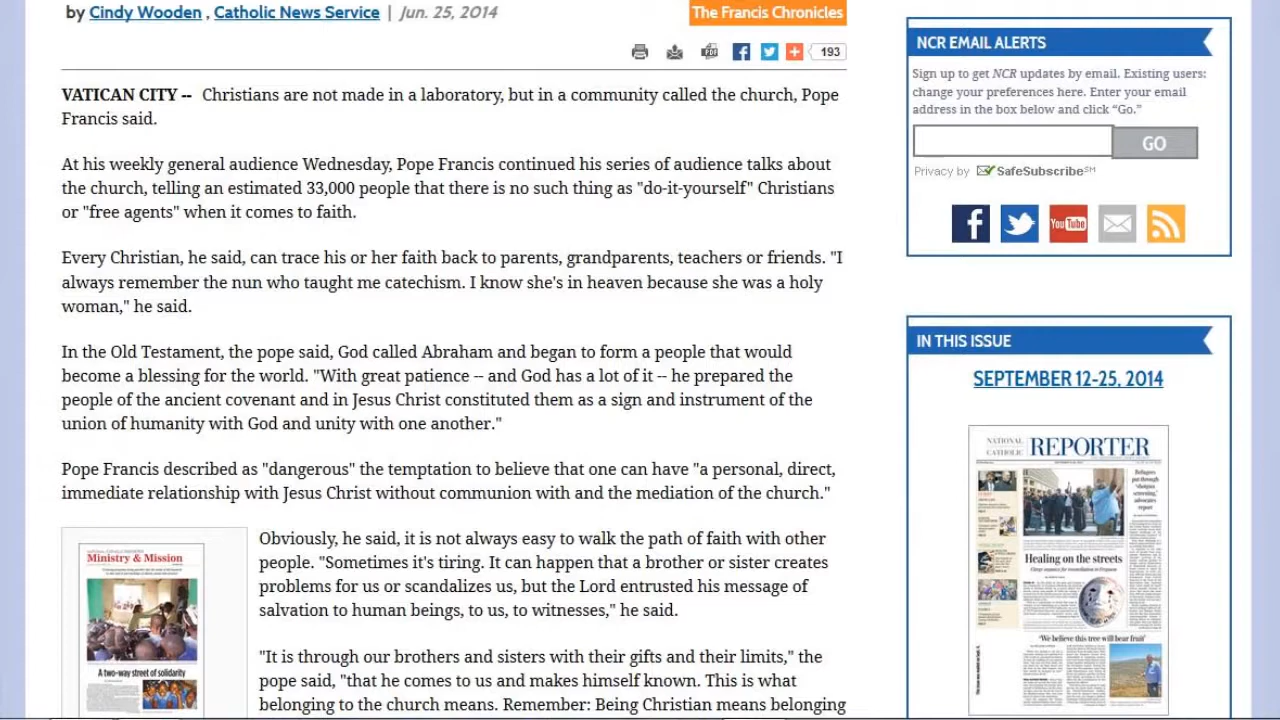 by Cindy Wooden , Catholic News Service | Jun. 25, 2014
The Francis Chronicles
193
VATICAN CITY -- Christians are not made in a laboratory, but in a community called the church, Pope
Francis said.
At his weekly general audience Wednesday, Pope Francis continued his series of audience talks about
the church, telling an estimated 33,000 people that there is no such thing as "do-it-yourself" Christians
or "free agents" when it comes to faith.
Every Christian, he said, can trace his or her faith back to parents, grandparents, teachers or friends. "I
always remember the nun who taught me catechism. I know she's in heaven because she was a holy
woman," he said.
In the Old Testament, the pope said, God called Abraham and began to form a people that would
become a blessing for the world. "With great patience -- and God has a lot of it -- he prepared the
people of the ancient covenant and in Jesus Christ constituted them as a sign and instrument of the
union of humanity with God and unity with one another."
Pope Francis described as "dangerous" the temptation to believe that one can have "a personal, direct,
immediate relationship with Jesus Christ without communion with and the mediation of the church."
Obviously, he said, it is not always easy to walk the path of faith with other
people. "Sometimes it's tiring. It can happen that a brother or sister creates
problems for us or scandalizes us, but the Lord entrusted his message of
salvation to human beings, to us, to witnesses," he said.
"It is through our brothers and sisters with their gifts and their limits," the
pope said, "that he comes to us and makes himself known. This is what
belonging to the church means. Remember: Being Christian means belonging
Ministry & Mission
A two-way street of solidarity
NCR EMAIL ALERTS
Sign up to get NCR updates by email. Existing users:
change your preferences here. Enter your email
address in the box below and click “Go.”
GO
Privacy by SafeSubscribe℠
You Tube
IN THIS ISSUE
SEPTEMBER 12-25, 2014
NATIONAL
CATHOLIC
REPORTER
Refugees
put through
'shotgun
screening,'
advocates
report
Healing on the streets
'We believe this tree will bear fruit'